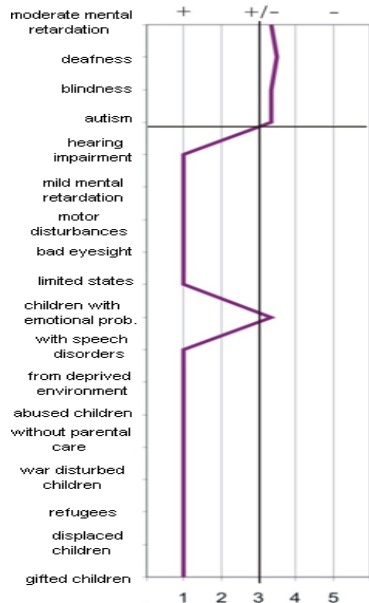 moderate mental
retardation
+ +/- -
deafness
blindness
autism
hearing
impairment
mild mental
retardation
motor
disturbances
bad eyesight
limited states
children with
emotional prob.
with speech
disorders
from deprived
environment
abused children
without parental
care
war disturbed
children
refugees
displaced
children
gifted children
1 2 3 4 5